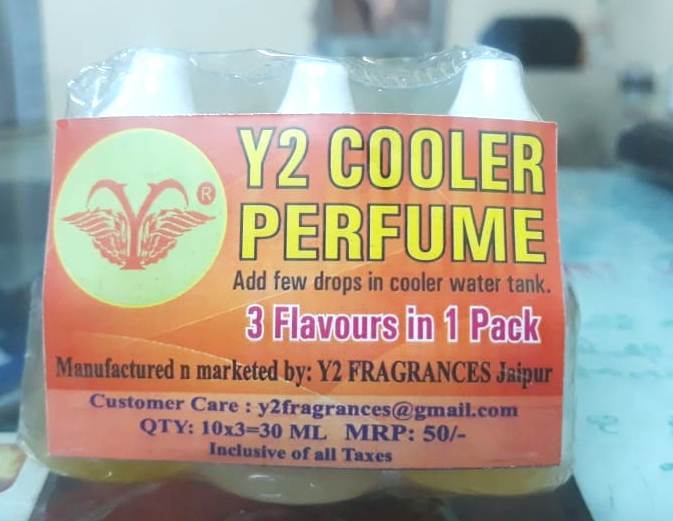 ®
Y2 COOLER
PERFUME
Add few drops in cooler water tank.
3 Flavours in 1 Pack
Manufactured n marketed by: Y2 FRAGRANCES Jaipur
Customer Care : y2fragrances@gmail.com
QTY: 10x3=30 ML MRP: 50/-
Inclusive of all Taxes